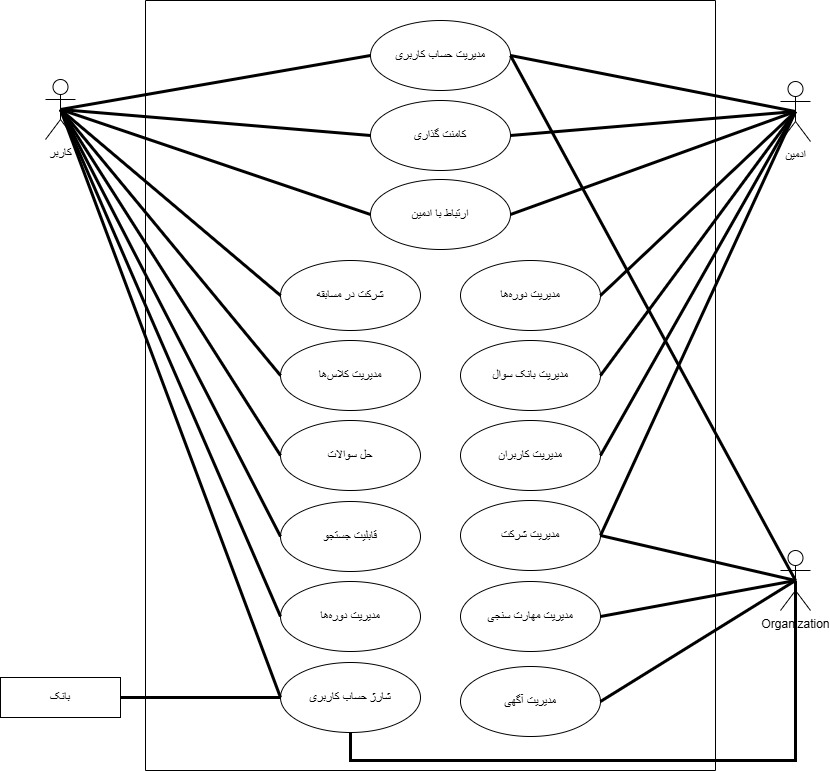 مدیریت حساب کاربری
کامنت گذاری
کاربر
ادمین
ارتباط با ادمین
شرکت در مسابقه
مدیریت دوره‌ها
مدیریت کلاس‌ها
مدیریت بانک سوال
حل سوالات
مدیریت کاربران
قابلیت جستجو
مدیریت شرکت
مدیریت دوره‌ها
مدیریت مهارت سنجی
Organization
بانک
شارژ حساب کاربری
مدیریت آگهی